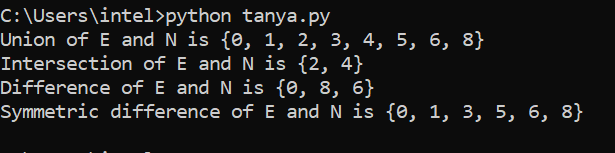 C:\Users\intel>python tanya.py
Union of E and N is {0, 1, 2, 3, 4, 5, 6, 8}
Intersection of E and N is {2, 4}
Difference of E and N is {0, 8, 6}
Symmetric difference of E and N is {0, 1, 3, 5, 6, 8}